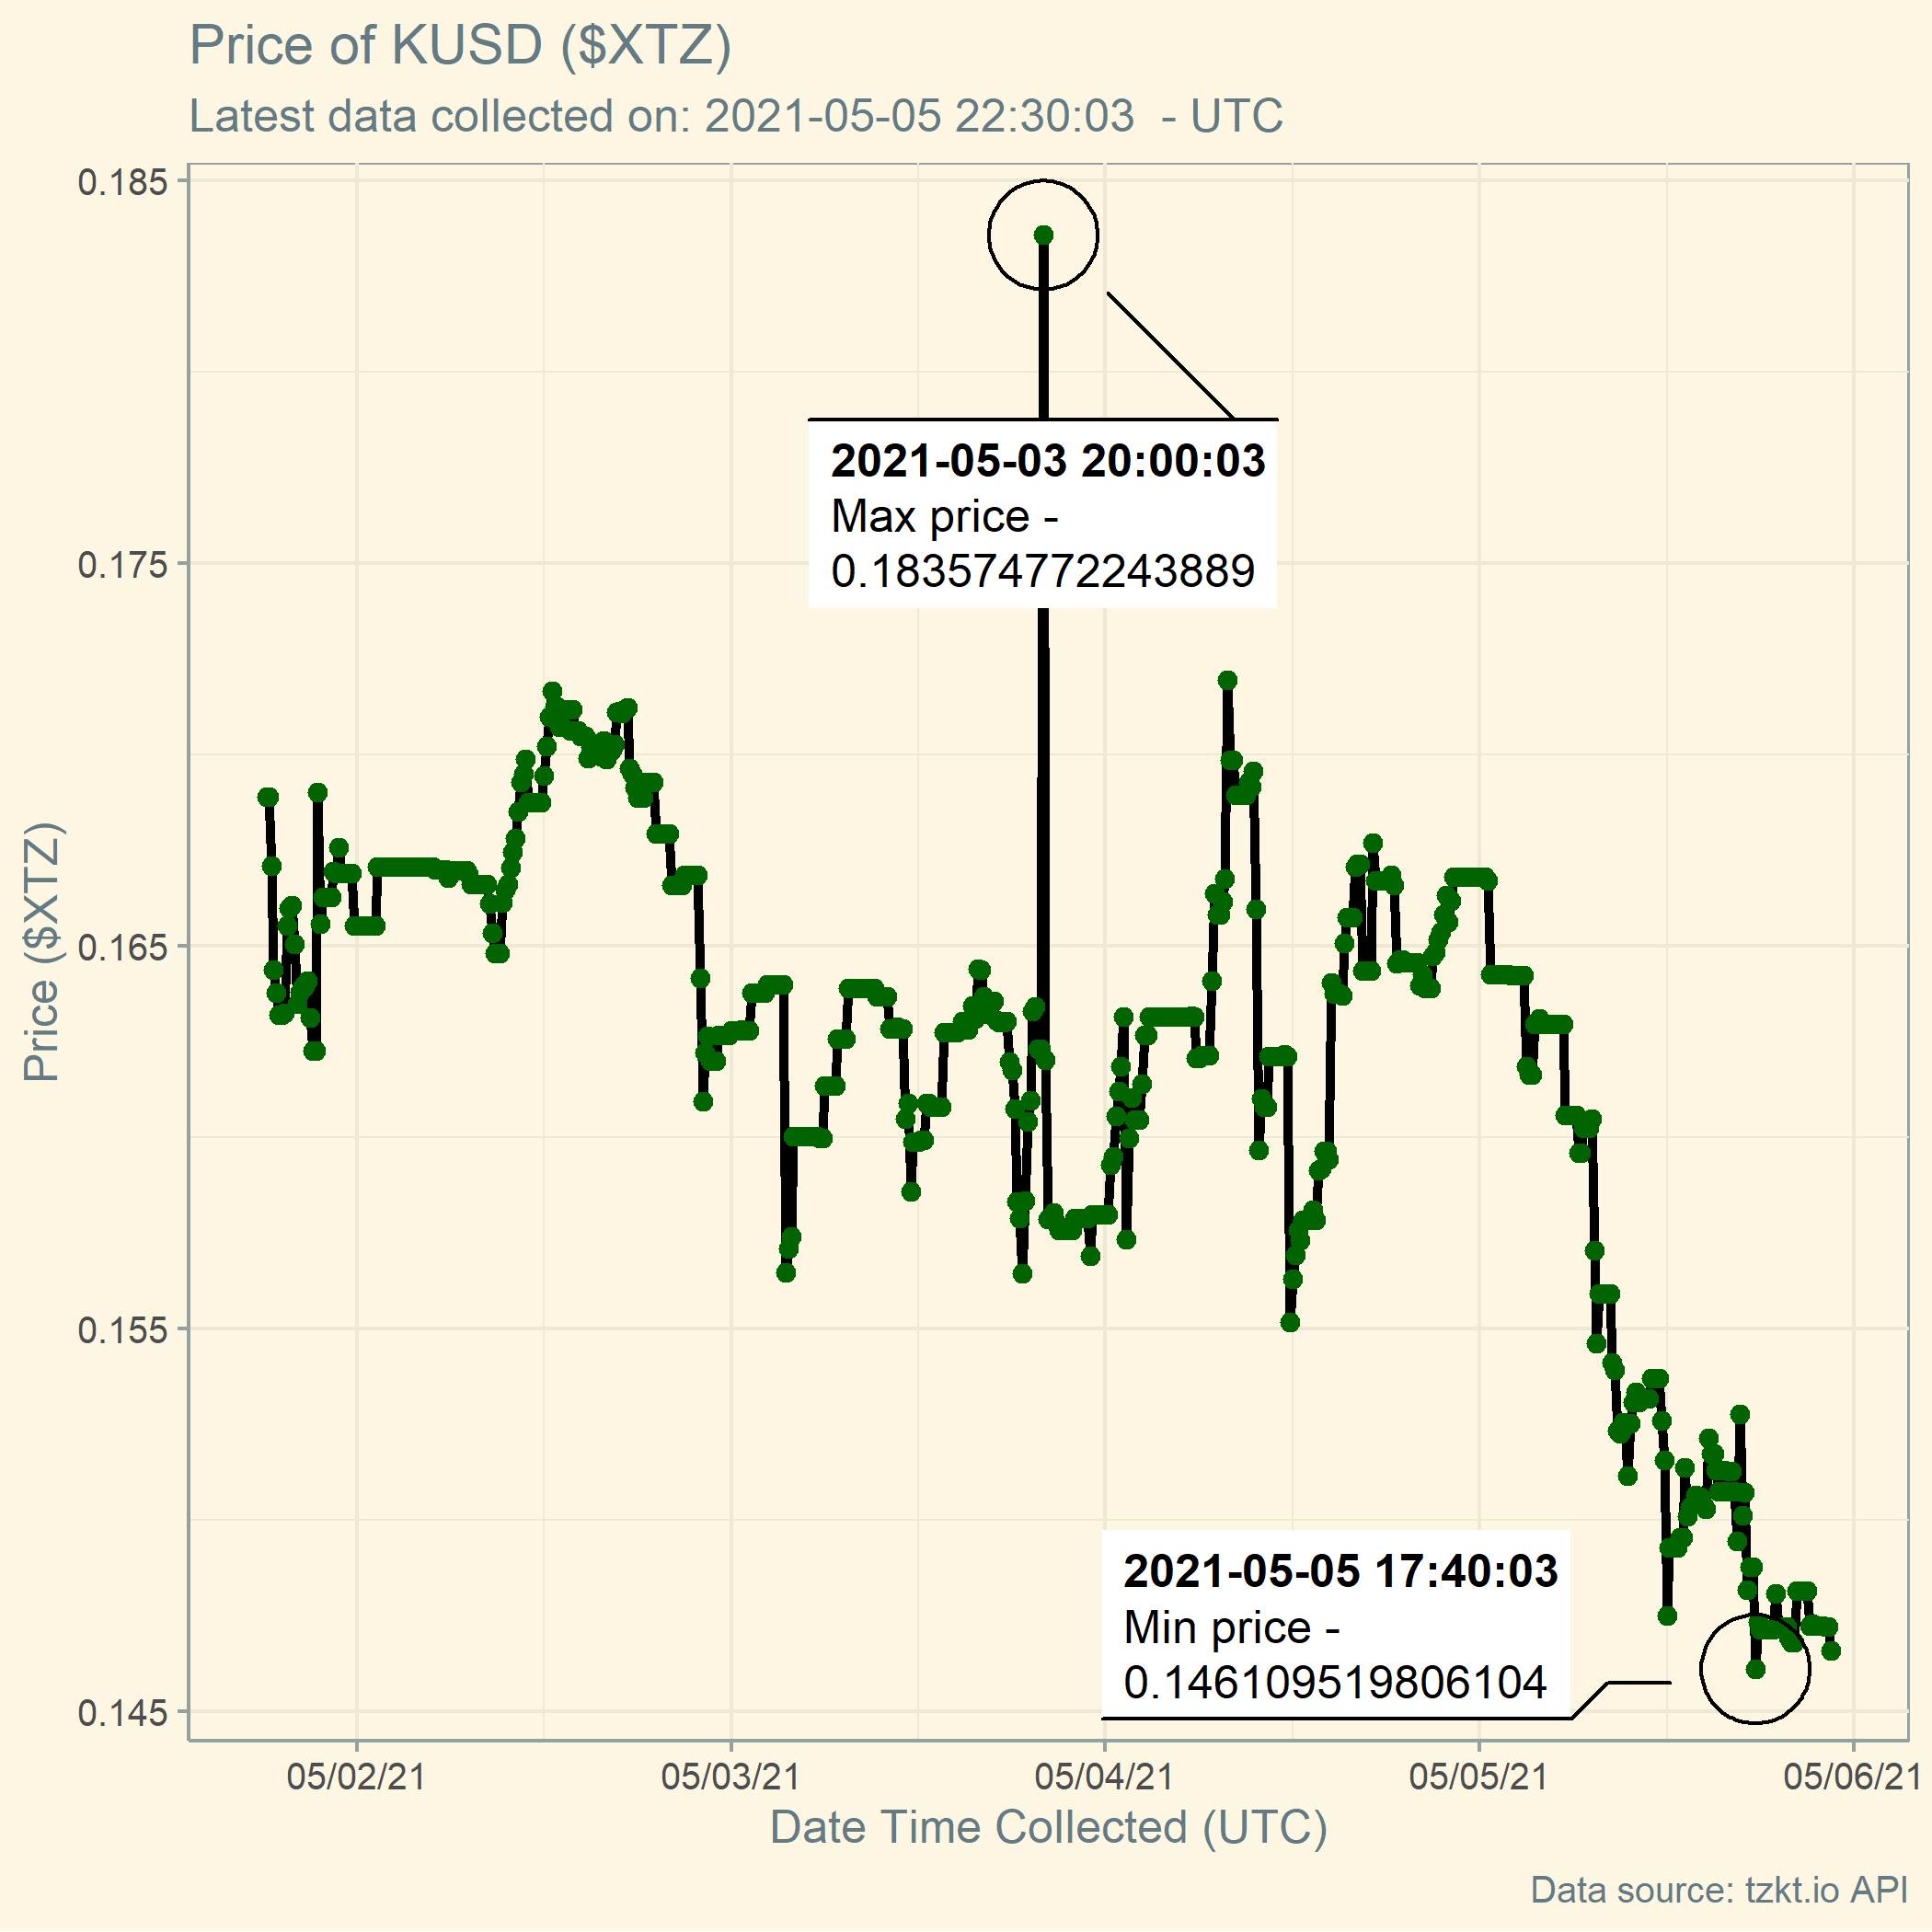 Price of KUSD ($XTZ)
Latest data collected on: 2021-05-05 22:30:03  - UTC
0.185
0.175
0.165
0.155
0.145
Price ($XTZ)
2021-05-03 20:00:03
Max price -
0.183574772243889
2021-05-05 17:40:03
Min price -
0.146109519806104
05/02/21
05/03/21
05/04/21
05/05/21
05/06/21
Date Time Collected (UTC)
Data source: tzkt.io API